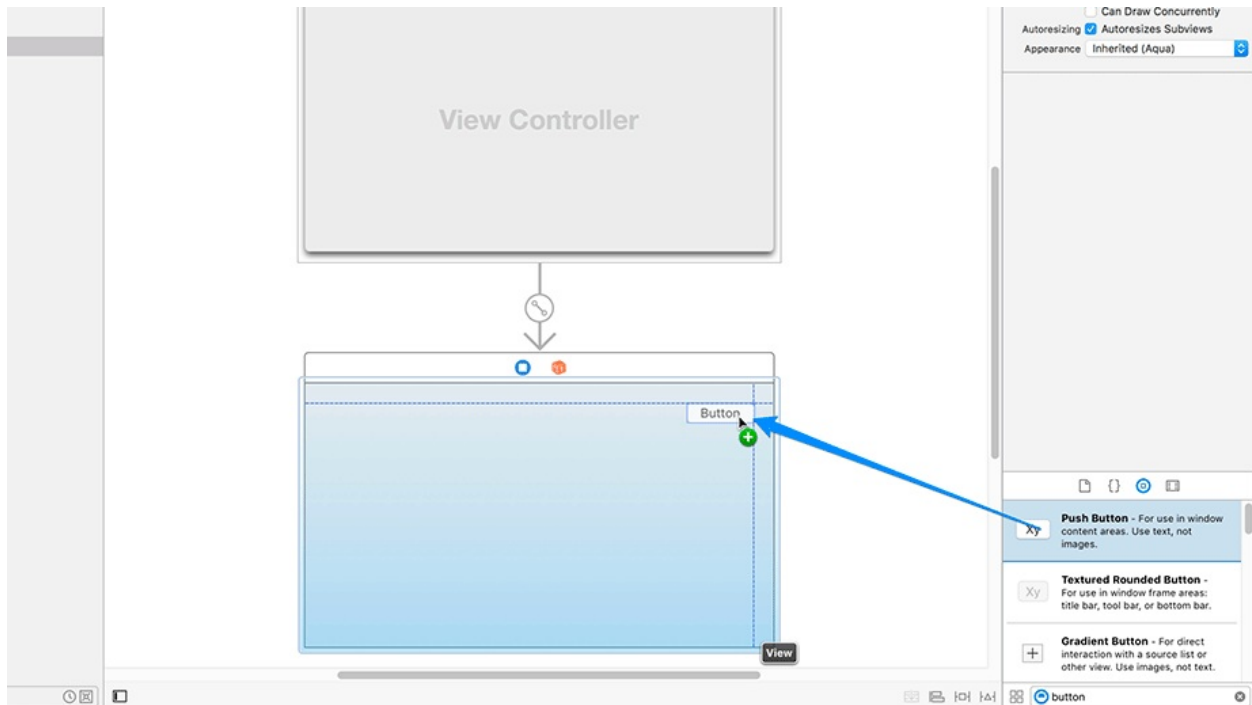 Can Draw Concurrently
Autoresizing Autoresizes Subviews
Appearance Inherited (Aqua)
View Controller
Button
View
Xy
Push Button - For use in window
content areas. Use text, not
images.
Xy
Textured Rounded Button -
For use in window frame areas:
title bar, tool bar, or bottom bar.
Gradient Button - For direct
interaction with a source list or
other view. Use images, not text.
button